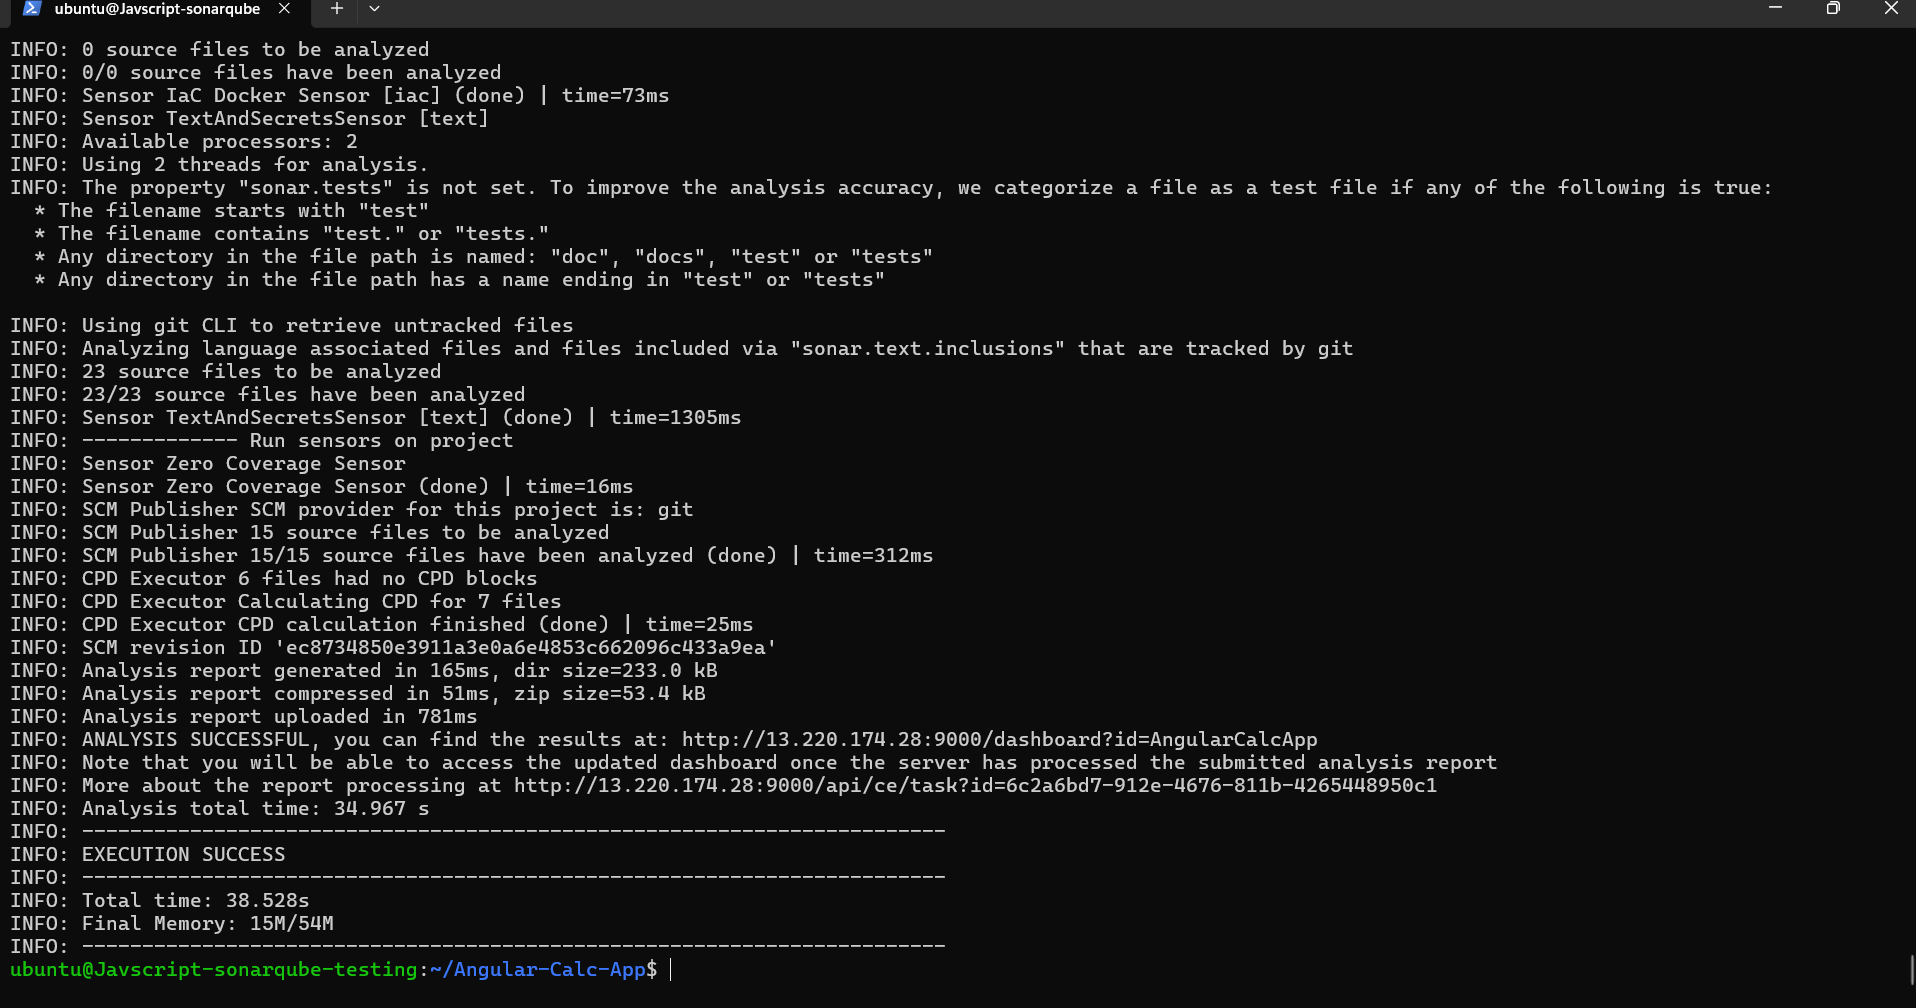 ubuntu@Javscript-sonarqube
INFO: 0 source files to be analyzed
INFO: 0/0 source files have been analyzed
INFO: Sensor IaC Docker Sensor [iac] (done) | time=73ms
INFO: Sensor TextAndSecretsSensor [text]
INFO: Available processors: 2
INFO: Using 2 threads for analysis.
INFO: The property "sonar.tests" is not set. To improve the analysis accuracy, we categorize a file as a test file if any of the following is true:
  * The filename starts with "test"
  * The filename contains "test." or "tests."
  * Any directory in the file path is named: "doc", "docs", "test" or "tests"
  * Any directory in the file path has a name ending in "test" or "tests"
INFO: Using git CLI to retrieve untracked files
INFO: Analyzing language associated files and files included via "sonar.text.inclusions" that are tracked by git
INFO: 23 source files to be analyzed
INFO: 23/23 source files have been analyzed
INFO: Sensor TextAndSecretsSensor [text] (done) | time=1305ms
INFO: ------------- Run sensors on project
INFO: Sensor Zero Coverage Sensor
INFO: Sensor Zero Coverage Sensor (done) | time=16ms
INFO: SCM Publisher SCM provider for this project is: git
INFO: SCM Publisher 15 source files to be analyzed
INFO: SCM Publisher 15/15 source files have been analyzed (done) | time=312ms
INFO: CPD Executor 6 files had no CPD blocks
INFO: CPD Executor Calculating CPD for 7 files
INFO: CPD Executor CPD calculation finished (done) | time=25ms
INFO: SCM revision ID 'ec8734850e3911a3e0a6e4853c662096c433a9ea'
INFO: Analysis report generated in 165ms, dir size=233.0 kB
INFO: Analysis report compressed in 51ms, zip size=53.4 kB
INFO: Analysis report uploaded in 781ms
INFO: ANALYSIS SUCCESSFUL, you can find the results at: http://13.220.174.28:9000/dashboard?id=AngularCalcApp
INFO: Note that you will be able to access the updated dashboard once the server has processed the submitted analysis report
INFO: More about the report processing at http://13.220.174.28:9000/api/ce/task?id=6c2a6bd7-912e-4676-811b-4265448950c1
INFO: Analysis total time: 34.967 s
INFO: ------------------------------------------------------------------------
INFO: EXECUTION SUCCESS
INFO: ------------------------------------------------------------------------
INFO: Total time: 38.528s
INFO: Final Memory: 15M/54M
INFO: ------------------------------------------------------------------------
ubuntu@Javscript-sonarqube-testing:~/Angular-Calc-App$